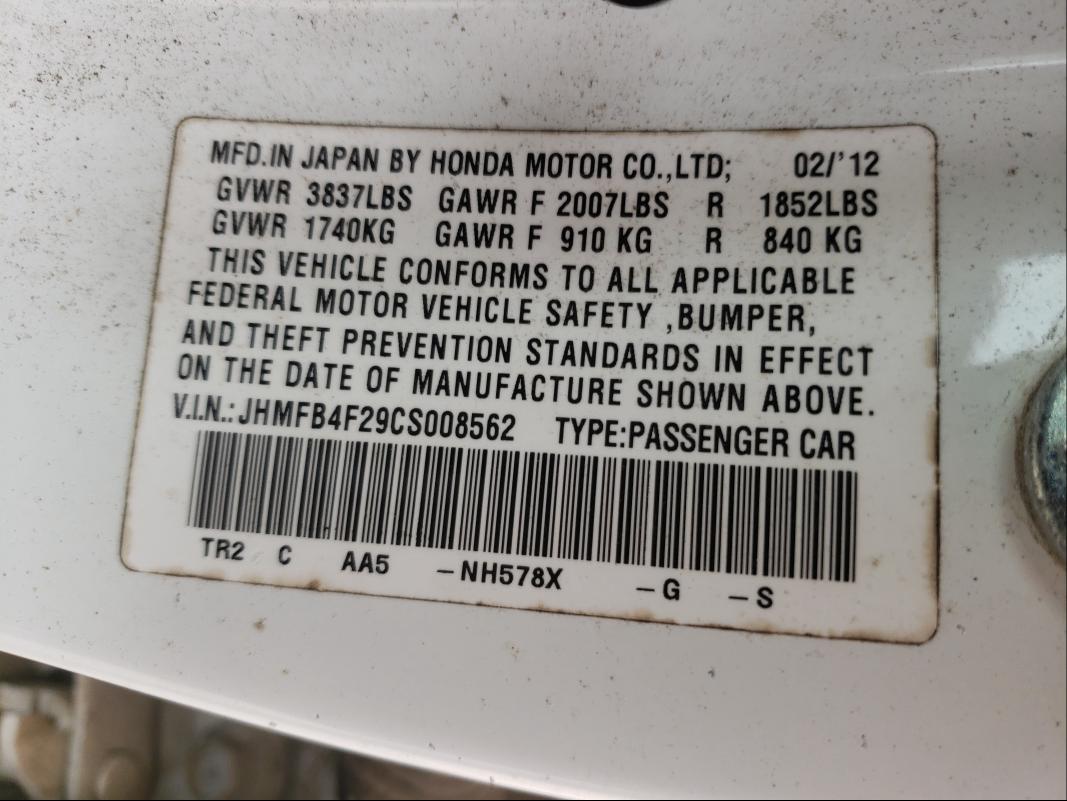 MFD.IN JAPAN BY HONDA MOTOR CO.,LTD; 02/'12
GVWR 3837LBS GAWR F 2007LBS R 1852LBS
GVWR 1740KG GAWR F 910 KG R 840 KG
THIS VEHICLE CONFORMS TO ALL APPLICABLE
FEDERAL MOTOR VEHICLE SAFETY ,BUMPER,
AND THEFT PREVENTION STANDARDS IN EFFECT
ON THE DATE OF MANUFACTURE SHOWN ABOVE.
V.I.N.: JHMFB4F29CS008562 TYPE:PASSENGER CAR
TR2 C AA5 –NH578X –G –S